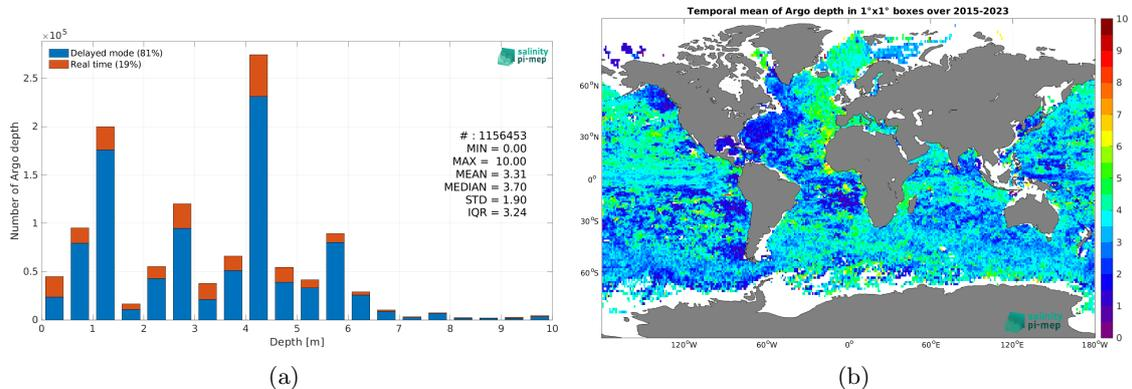 ×10⁵
Delayed mode (81%)
Real time (19%)
salinity
pi-mep
2.5
2
1.5
1
0.5
0
Number of Argo depth
# : 1156453
MIN = 0.00
MAX = 10.00
MEAN = 3.31
MEDIAN = 3.70
STD = 1.90
IQR = 3.24
0 1 2 3 4 5 6 7 8 9 10
Depth [m]
(a)
Temporal mean of Argo depth in 1°x1° boxes over 2015-2023
60°N
30°N
0°
30°S
60°S
120°W 60°W 0° 60°E 120°E 180°W
salinity
pi-mep
10
9
8
7
6
5
4
3
2
1
0
(b)